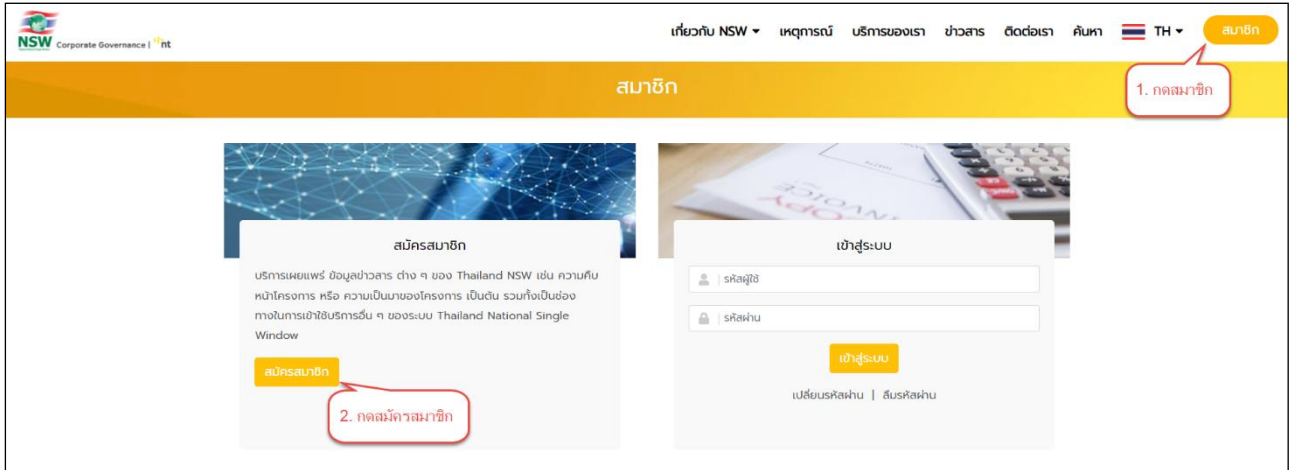 NSW Corporate Governance | nt
เกี่ยวกับ NSW เหตุการณ์ บริการของเรา ข่าวสาร ติดต่อเรา ค้นหา TH สมาชิก
สมาชิก
1. กดสมาชิก
INVOICE
COPY
สมัครสมาชิก
บริการเผยแพร่ ข้อมูลข่าวสาร ต่าง ๆ ของ Thailand NSW เช่น ความคืบ
หน้าโครงการ หรือ ความเป็นมาของโครงการ เป็นต้น รวมทั้งเป็นช่อง
ทางในการเข้าใช้บริการอื่น ๆ ของระบบ Thailand National Single
Window
สมัครสมาชิก
2. กดสมัครสมาชิก
เข้าสู่ระบบ
รหัสผู้ใช้
รหัสผ่าน
เข้าสู่ระบบ
เปลี่ยนรหัสผ่าน | ลืมรหัสผ่าน